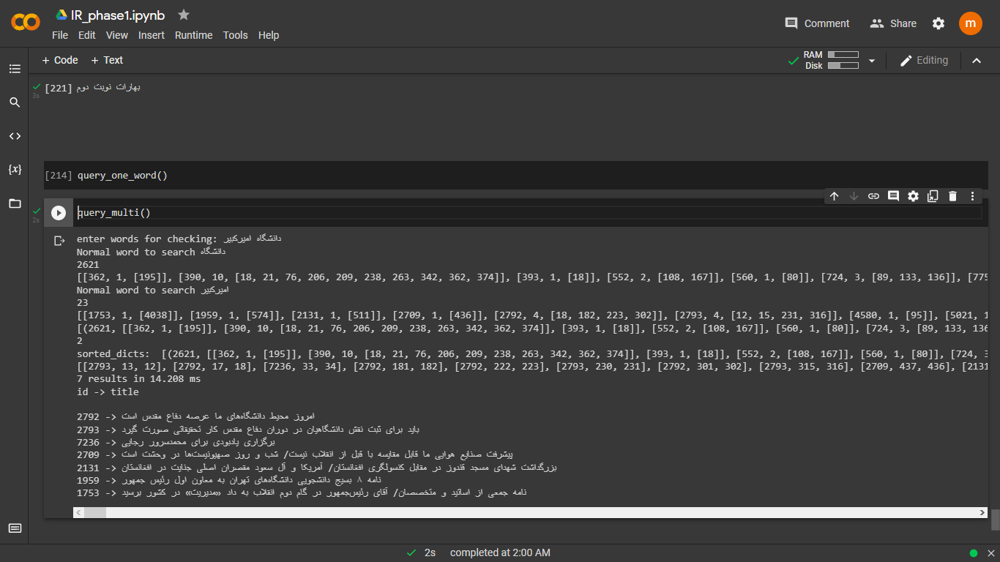 IR_phase1.ipynb
File Edit View Insert Runtime Tools Help
Comment Share m
+ Code + Text
RAM
Disk
Editing
3s
[221] بهارات نوبت دوم
[214] query_one_word()
2s
query_multi()
enter words for checking: دانشگاه امیرکبیر
Normal word to search دانشگاه
2621
[[362, 1, [195]], [390, 10, [18, 21, 76, 206, 209, 238, 263, 342, 362, 374]], [393, 1, [18]], [552, 2, [108, 167]], [560, 1, [80]], [724, 3, [89, 133, 136]], [775
Normal word to search امیرکبیر
23
[[1753, 1, [4038]], [1959, 1, [574]], [2131, 1, [511]], [2709, 1, [436]], [2792, 4, [18, 182, 223, 302]], [2793, 4, [12, 15, 231, 316]], [4580, 1, [95]], [5021, 1
[(2621, [[362, 1, [195]], [390, 10, [18, 21, 76, 206, 209, 238, 263, 342, 362, 374]], [393, 1, [18]], [552, 2, [108, 167]], [560, 1, [80]], [724, 3, [89, 133, 136
2
sorted_dicts: [(2621, [[362, 1, [195]], [390, 10, [18, 21, 76, 206, 209, 238, 263, 342, 362, 374]], [393, 1, [18]], [552, 2, [108, 167]], [560, 1, [80]], [724, 3
[[2793, 13, 12], [2792, 17, 18], [7236, 33, 34], [2792, 181, 182], [2792, 222, 223], [2793, 230, 231], [2792, 301, 302], [2793, 315, 316], [2709, 437, 436], [2131
7 results in 14.208 ms
id -> title
2792 -> امروز محیط دانشگاه‌های ما عرصه دفاع مقدس است
2793 -> باید برای ثبت نقش دانشگاهیان در دوران دفاع مقدس کار تحقیقاتی صورت گیرد
7236 -> برگزاری یادبودی برای محمدسرور رجایی
2709 -> پیشرفت صنایع هوایی ما قابل مقایسه با قبل از انقلاب نیست/ شب و روز صهیونیست‌ها در وحشت است
2131 -> بزرگداشت شهدای مسجد قندوز در مقابل کنسولگری افغانستان/ آمریکا و آل سعود مقصران اصلی جنایت در افغانستان
1959 -> نامه ۸ بسیج دانشجویی دانشگاه‌های تهران به معاون اول رئیس جمهور
1753 -> نامه جمعی از اساتید و متخصصان/ آقای رئیس‌جمهور در گام دوم انقلاب به داد «مدیریت» در کشور برسید
2s completed at 2:00 AM